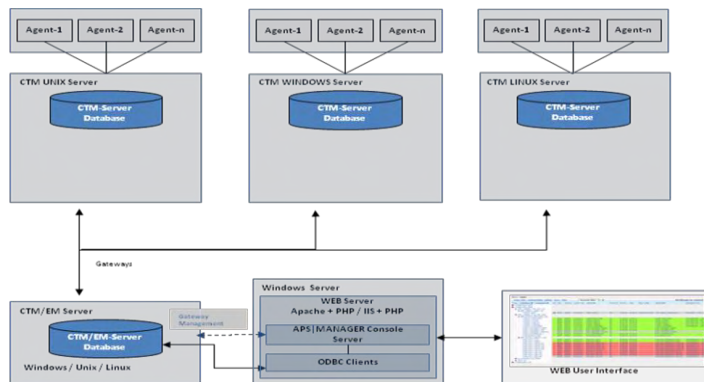 Agent-1 Agent-2 Agent-n
Agent-1 Agent-2 Agent-n
Agent-1 Agent-2 Agent-n
CTM UNIX Server
CTM-Server
Database
CTM WINDOWS Server
CTM-Server
Database
CTM LINUX Server
CTM-Server
Database
Gateways
CTM/EM Server
CTM/EM-Server
Database
Windows / Unix / Linux
Gateway
Management
Windows Server
WEB Server
Apache + PHP / IIS + PHP
APS|MANAGER Console
Server
ODBC Clients
WEB User Interface